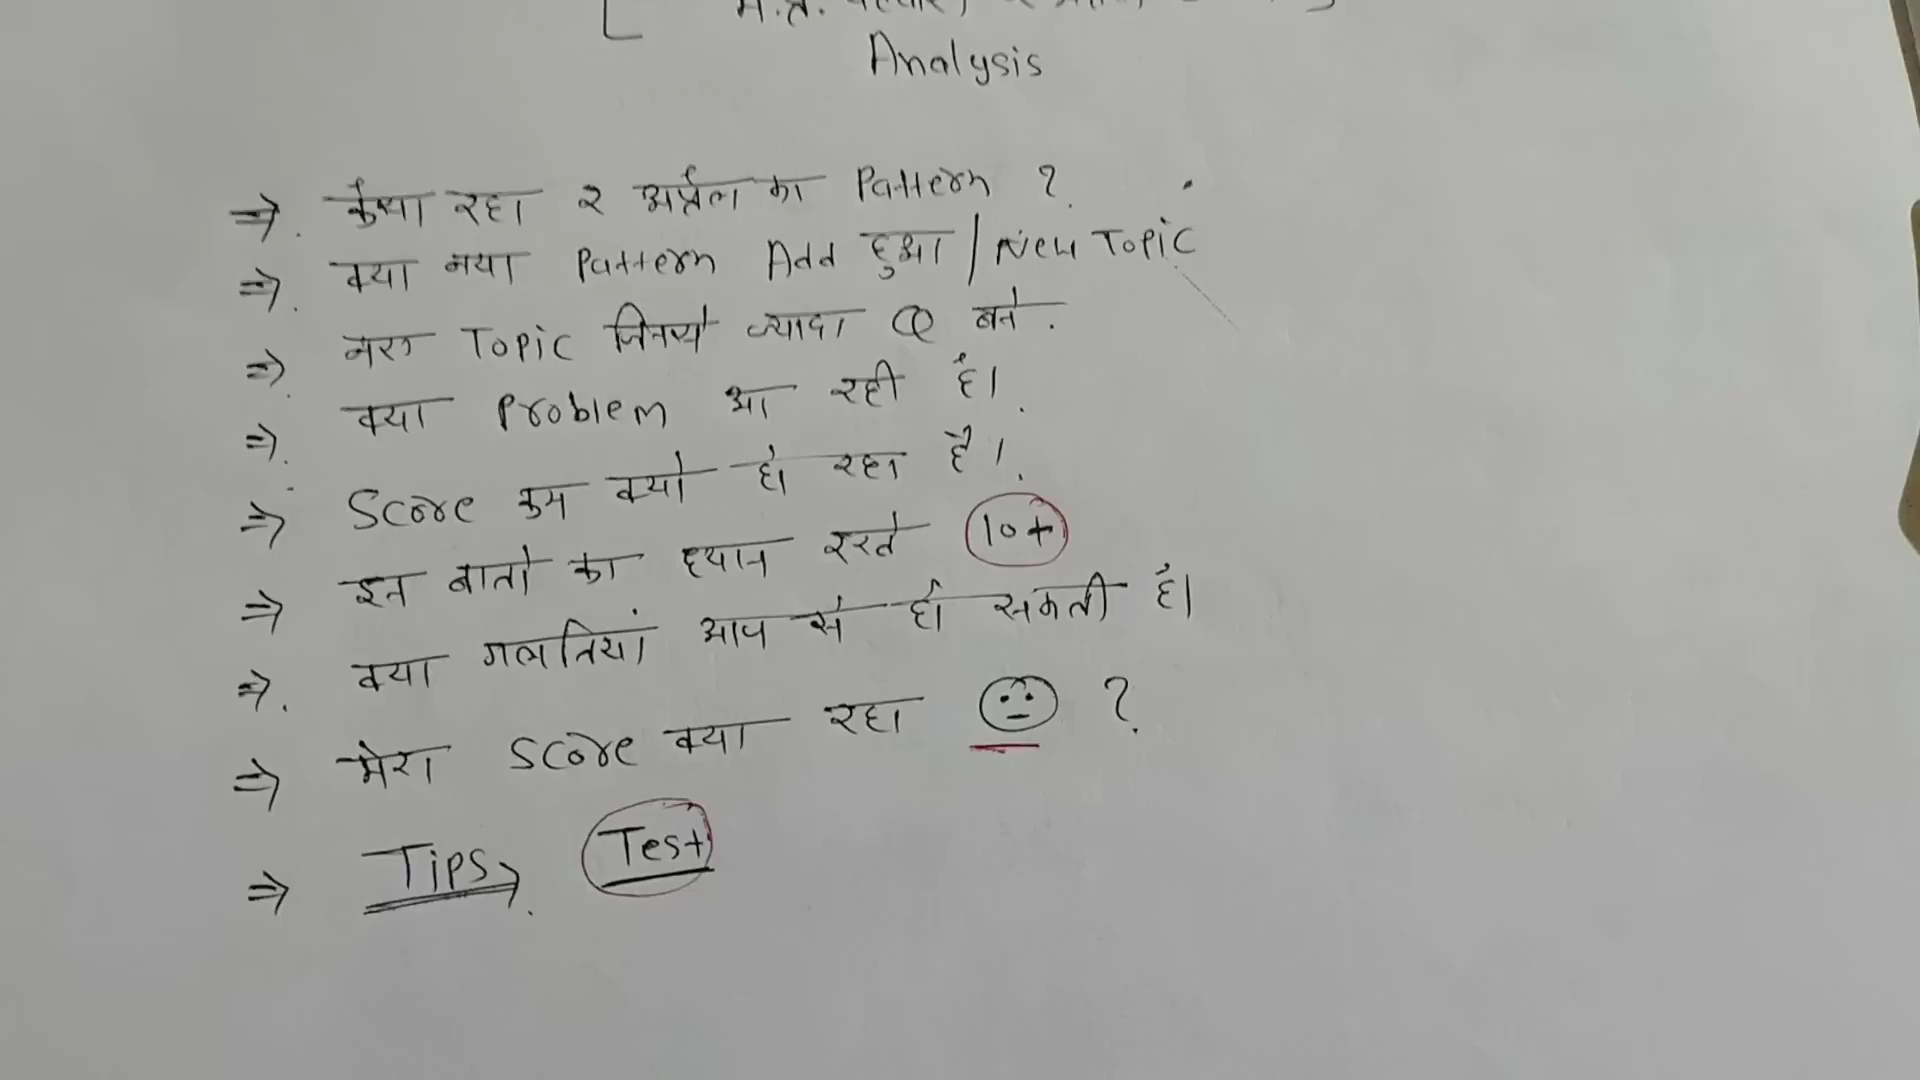 म.प्र.
Analysis
⇒ कैसा रहा २ अप्रैल का Pattern ?
⇒ क्या नया Pattern Add हुआ / New Topic
⇒ नए Topic जिनसे ज्यादा Q बने.
⇒ क्या Problem आ रही है।
⇒ Score कम क्यो हो रहा है।
⇒ इन बातो का ध्यान रखते 10+
⇒ क्या गलतियां आप से हो सकती है।
⇒ मेरा Score क्या रहा ?
⇒ Tips Test